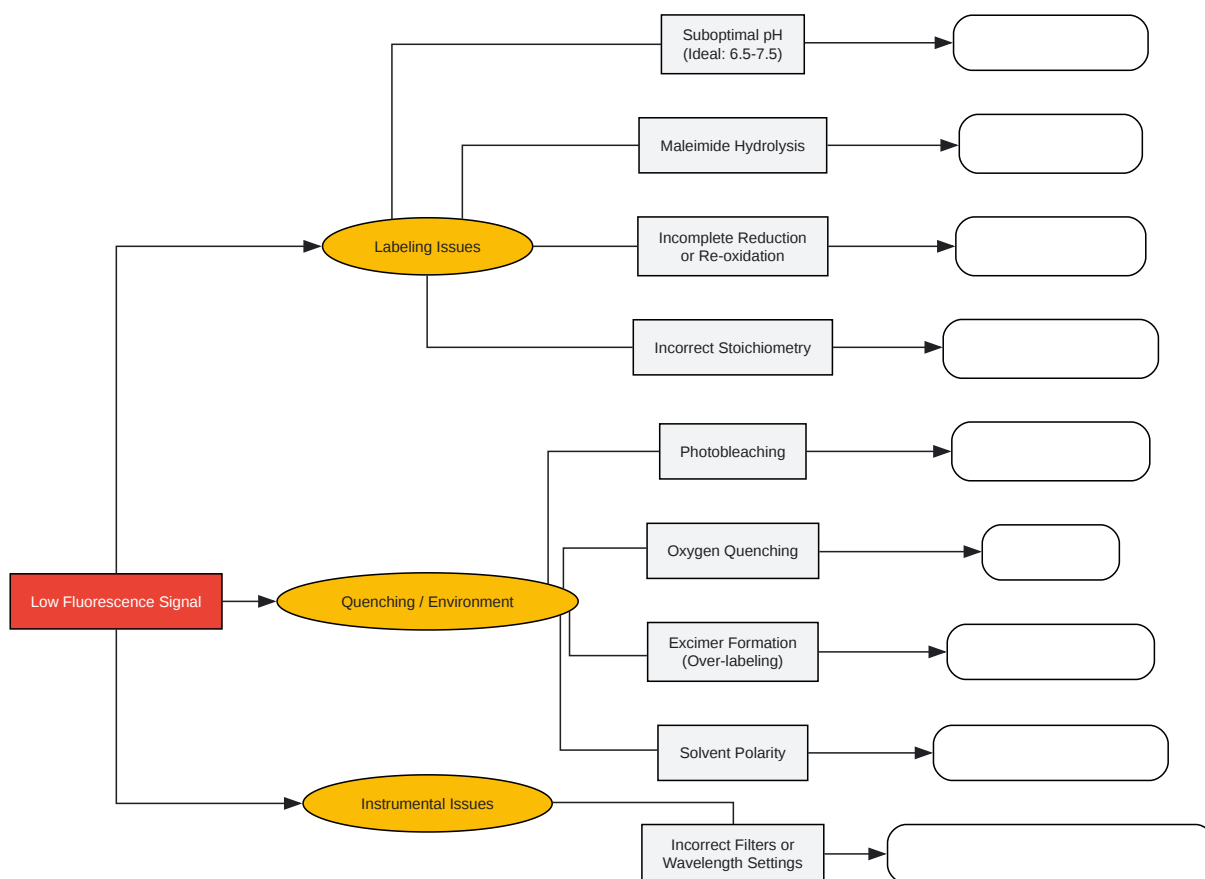 Suboptimal pH
(Ideal: 6.5-7.5)
Maleimide Hydrolysis
Labeling Issues
Incomplete Reduction
or Re-oxidation
Incorrect Stoichiometry
Photobleaching
Oxygen Quenching
Low Fluorescence Signal
Quenching / Environment
Excimer Formation
(Over-labeling)
Solvent Polarity
Instrumental Issues
Incorrect Filters or
Wavelength Settings